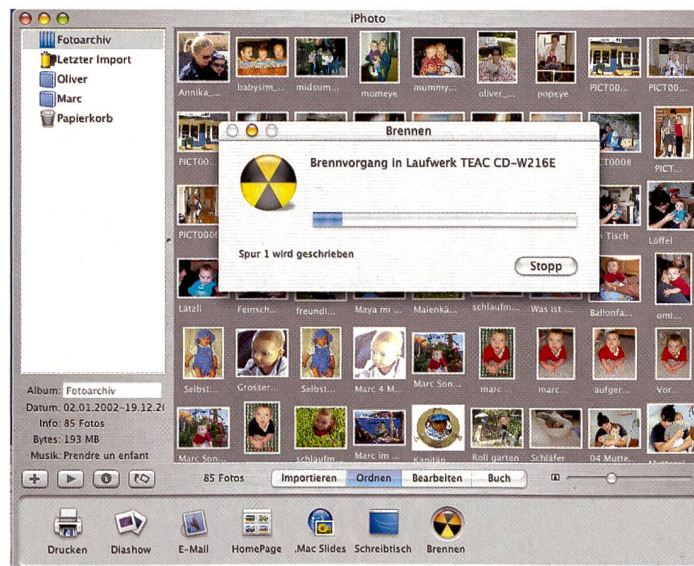 iPhoto
Fotoarchiv
Letzter Import
Oliver
Marc
Papierkorb
Annika_...
babysim_...
midsum...
momeye
mummy...
oliver_...
popeye
PICT00...
PICT00...
Brennen
Brennvorgang in Laufwerk TEAC CD-W216E
Spur 1 wird geschrieben
Stopp
PICT00
PICT0008
PICT...
Tisch
Löffel
Lätzli
Feinsch...
freundl...
Maya mi ...
Maienkä...
schlaufm...
Was ist ...
Ballonfa...
omi...
Selbst...
Grosser...
Selbst...
Marc 4 M...
Marc Son...
marc
marc
aufger...
Vor...
Marc Son...
schlaufm
Marc im ...
Kapitän
Roli garten
Schläfer
04 Mutte...
Album: Fotoarchiv
Datum: 02.01.2002–19.12.2
Info: 85 Fotos
Bytes: 193 MB
Musik: Prendre un enfant
85 Fotos
Importieren
Ordnen
Bearbeiten
Buch
Drucken
Diashow
E-Mail
HomePage
.Mac Slides
Schreibtisch
Brennen